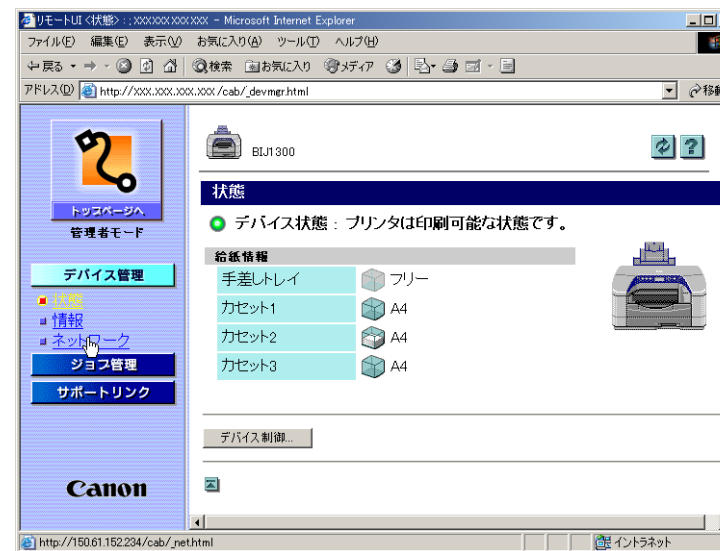 リモートUI <状態> : ; XXXXXXXXXXXX - Microsoft Internet Explorer
ファイル(F) 編集(E) 表示(V) お気に入り(A) ツール(T) ヘルプ(H)
戻る 検索 お気に入り メディア
アドレス(D) http://xxx.xxx.xxx.xxx/cab/_devmgr.html 移動
BIJ1300
トップページへ
管理者モード
状態
デバイス状態 : プリンタは印刷可能な状態です。
給紙情報
デバイス管理
手差しトレイ フリー
状態
カセット1 A4
情報
ネットワーク
カセット2 A4
ジョブ管理
カセット3 A4
サポートリンク
デバイス制御...
Canon
http://150.61.152.234/cab/_net.html イントラネット